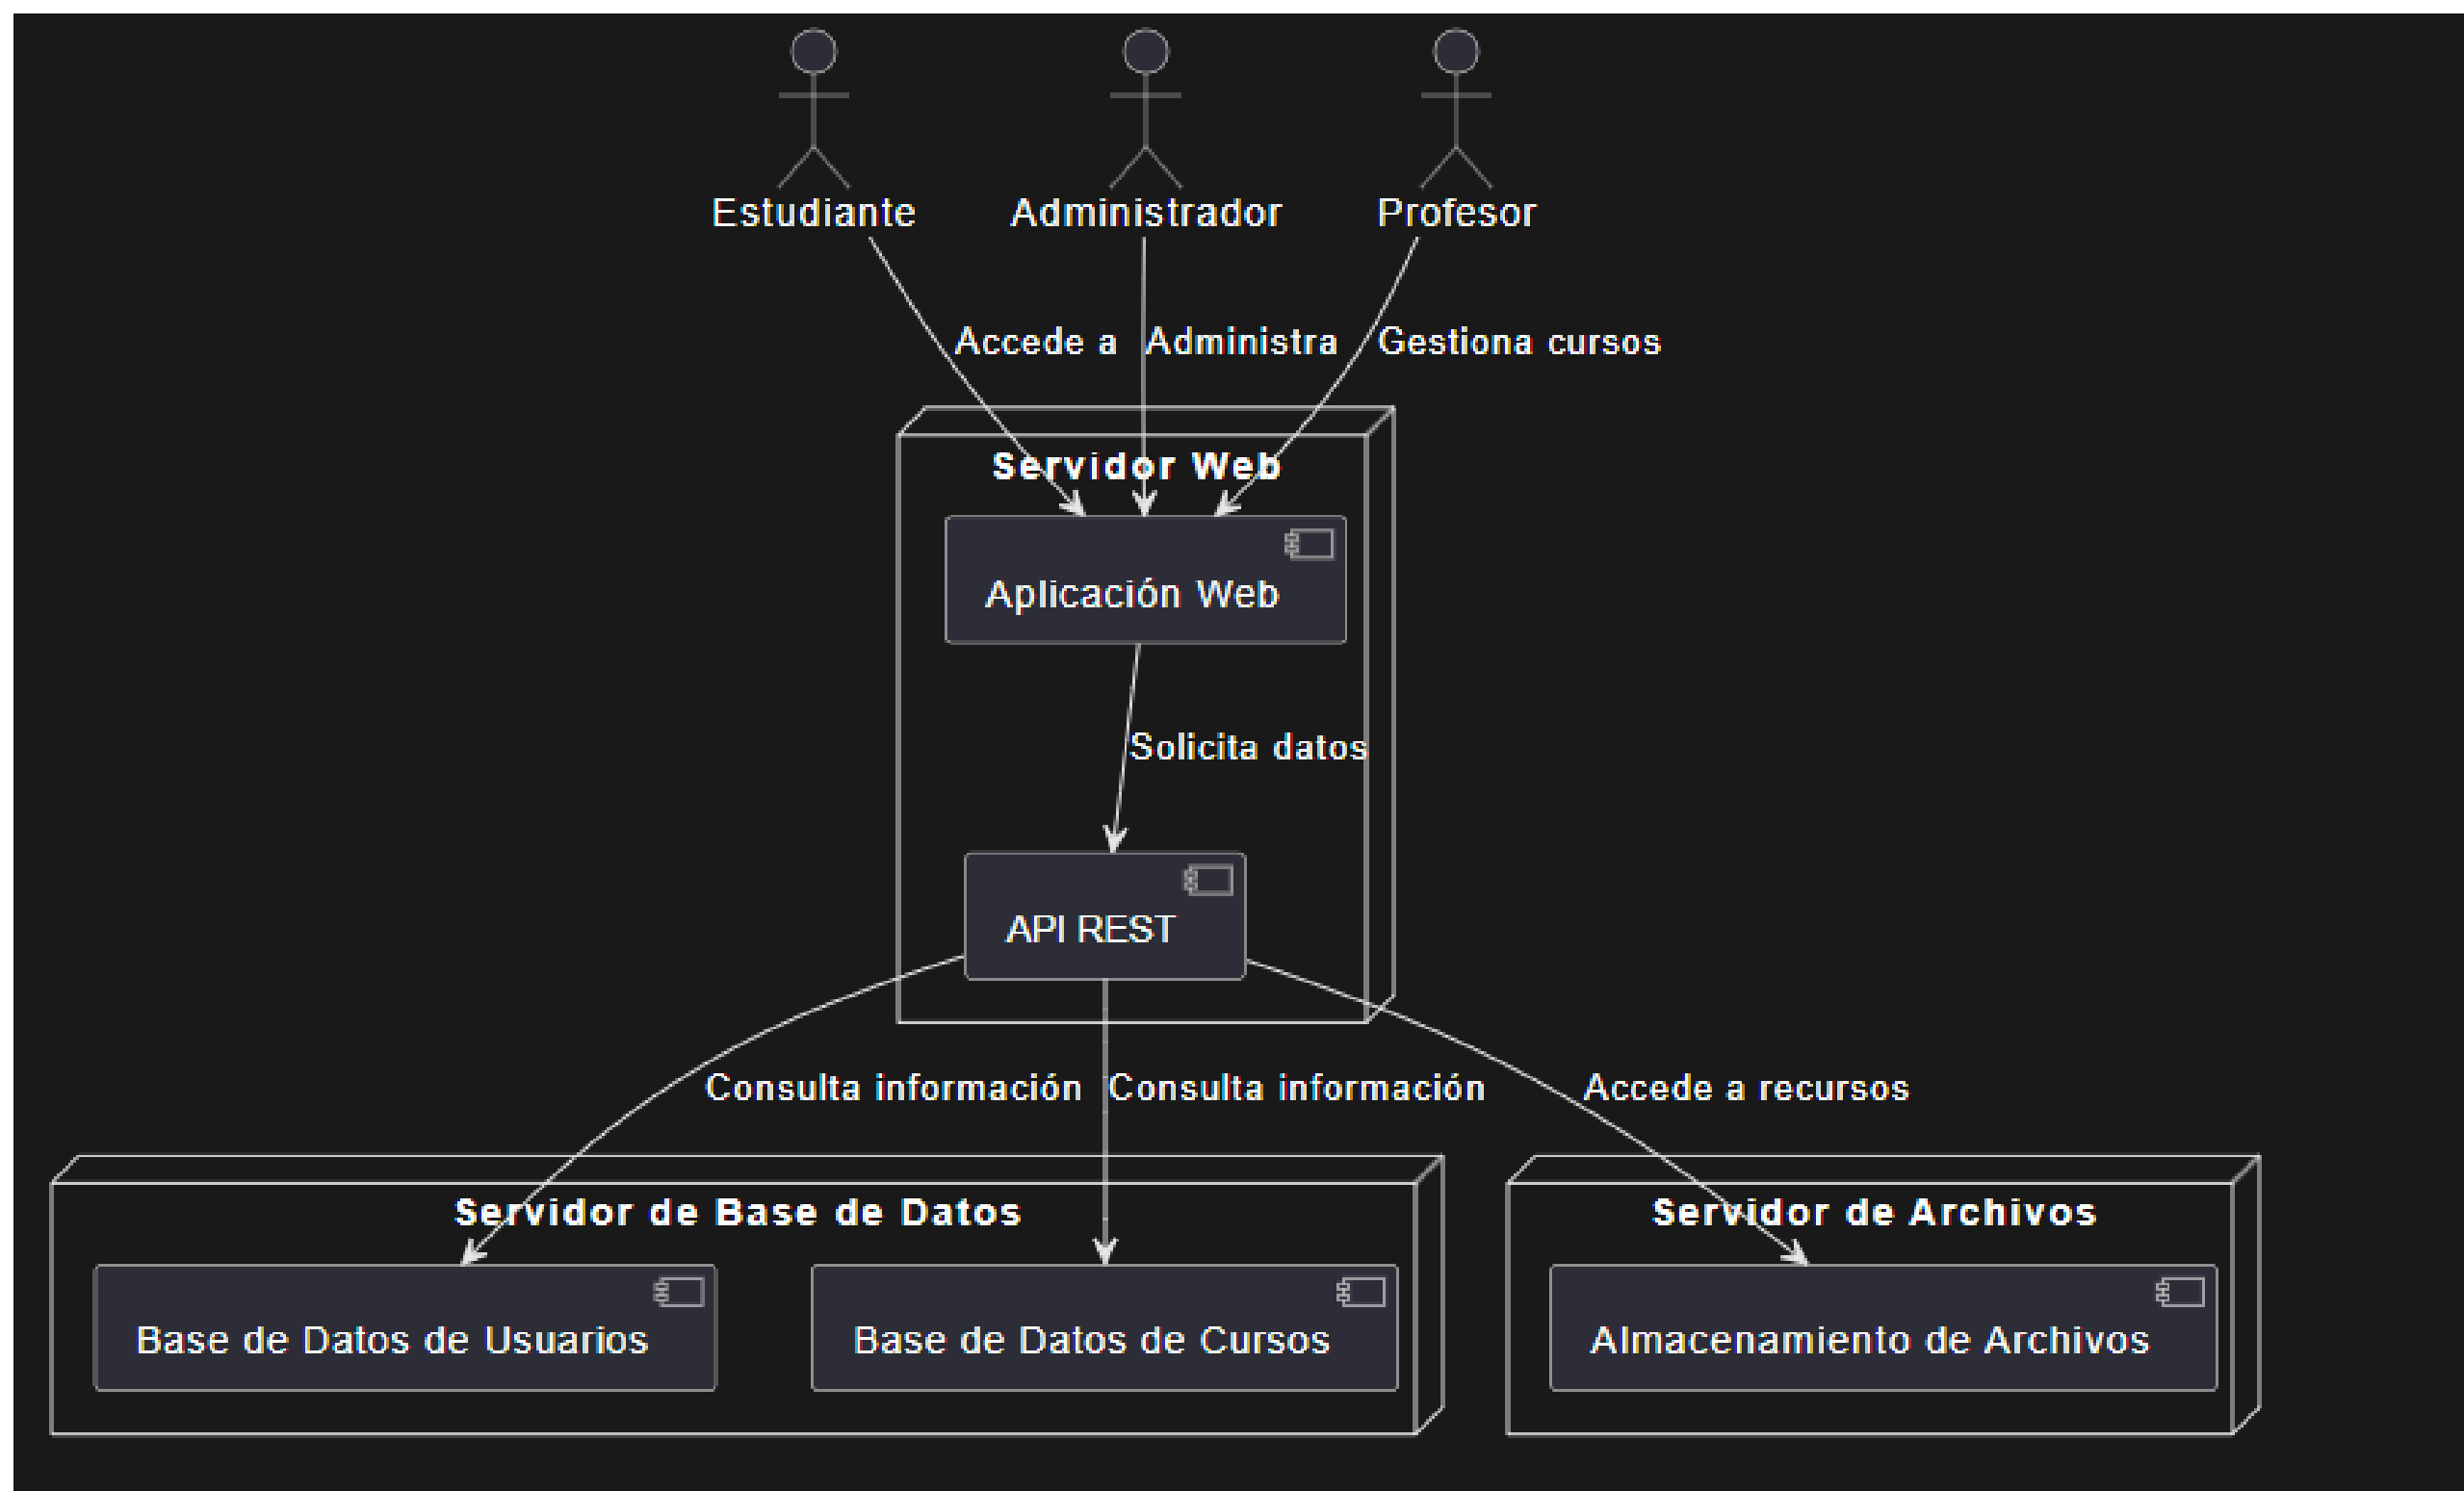 Estudiante
Administrador
Profesor
Accede a
Administra
Gestiona cursos
Servidor Web
Aplicación Web
Solicita datos
API REST
Consulta información
Consulta información
Accede a recursos
Servidor de Base de Datos
Servidor de Archivos
Base de Datos de Usuarios
Base de Datos de Cursos
Almacenamiento de Archivos